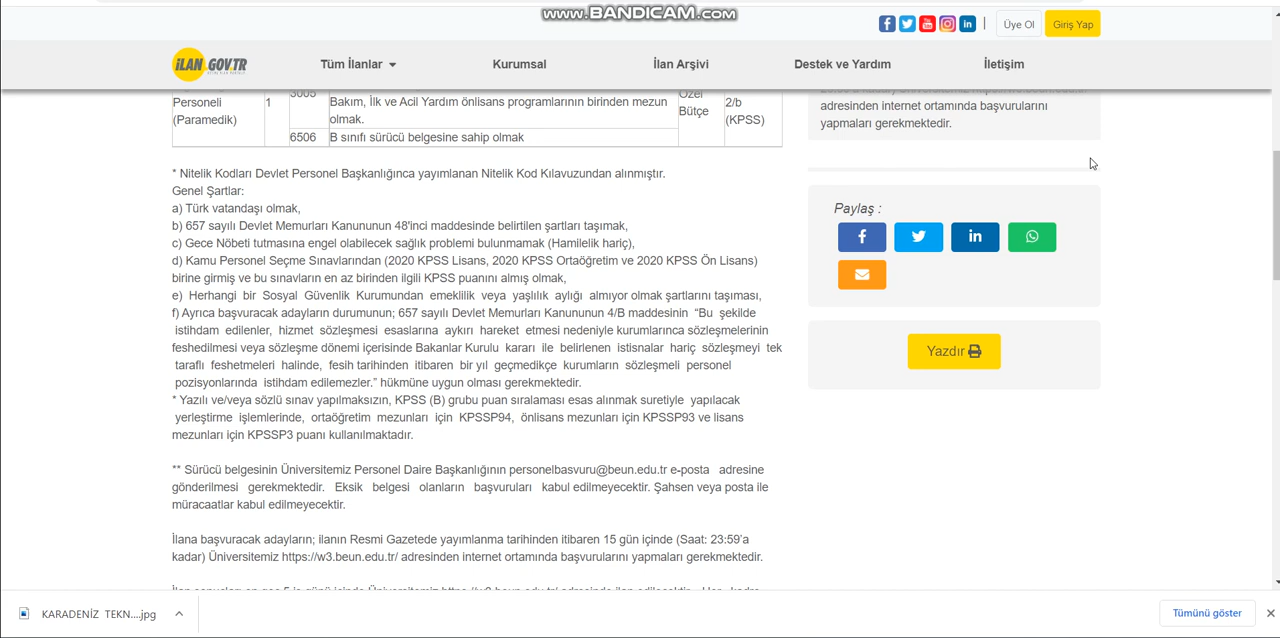 www.BANDICAM.com
Üye Ol
Giriş Yap
iLAN.GOV.TR
Tüm İlanlar
Kurumsal
İlan Arşivi
Destek ve Yardım
İletişim
Personeli
(Paramedik)
1
3005
Bakım, İlk ve Acil Yardım önlisans programlarının birinden mezun
olmak.
6506
B sınıfı sürücü belgesine sahip olmak
Özel
Bütçe
2/b
(KPSS)
adresinden internet ortamında başvurularını
yapmaları gerekmektedir.
* Nitelik Kodları Devlet Personel Başkanlığınca yayımlanan Nitelik Kod Kılavuzundan alınmıştır.
Genel Şartlar:
a) Türk vatandaşı olmak,
b) 657 sayılı Devlet Memurları Kanununun 48'inci maddesinde belirtilen şartları taşımak,
c) Gece Nöbeti tutmasına engel olabilecek sağlık problemi bulunmamak (Hamilelik hariç),
d) Kamu Personel Seçme Sınavlarından (2020 KPSS Lisans, 2020 KPSS Ortaöğretim ve 2020 KPSS Ön Lisans)
birine girmiş ve bu sınavların en az birinden ilgili KPSS puanını almış olmak,
e) Herhangi bir Sosyal Güvenlik Kurumundan emeklilik veya yaşlılık aylığı almıyor olmak şartlarını taşıması,
f) Ayrıca başvuracak adayların durumunun; 657 sayılı Devlet Memurları Kanununun 4/B maddesinin “Bu şekilde
istihdam edilenler, hizmet sözleşmesi esaslarına aykırı hareket etmesi nedeniyle kurumlarınca sözleşmelerinin
feshedilmesi veya sözleşme dönemi içerisinde Bakanlar Kurulu kararı ile belirlenen istisnalar hariç sözleşmeyi tek
taraflı feshetmeleri halinde, fesih tarihinden itibaren bir yıl geçmedikçe kurumların sözleşmeli personel
pozisyonlarında istihdam edilemezler.” hükmüne uygun olması gerekmektedir.
* Yazılı ve/veya sözlü sınav yapılmaksızın, KPSS (B) grubu puan sıralaması esas alınmak suretiyle yapılacak
yerleştirme işlemlerinde, ortaöğretim mezunları için KPSSP94, önlisans mezunları için KPSSP93 ve lisans
mezunları için KPSSP3 puanı kullanılmaktadır.
** Sürücü belgesinin Üniversitemiz Personel Daire Başkanlığının personelbasvuru@beun.edu.tr e-posta adresine
gönderilmesi gerekmektedir. Eksik belgesi olanların başvuruları kabul edilmeyecektir. Şahsen veya posta ile
müracaatlar kabul edilmeyecektir.
İlana başvuracak adayların; ilanın Resmi Gazetede yayımlanma tarihinden itibaren 15 gün içinde (Saat: 23:59’a
kadar) Üniversitemiz https://w3.beun.edu.tr/ adresinden internet ortamında başvurularını yapmaları gerekmektedir.
Paylaş :
Yazdır
KARADENİZ TEKN....jpg
Tümünü göster